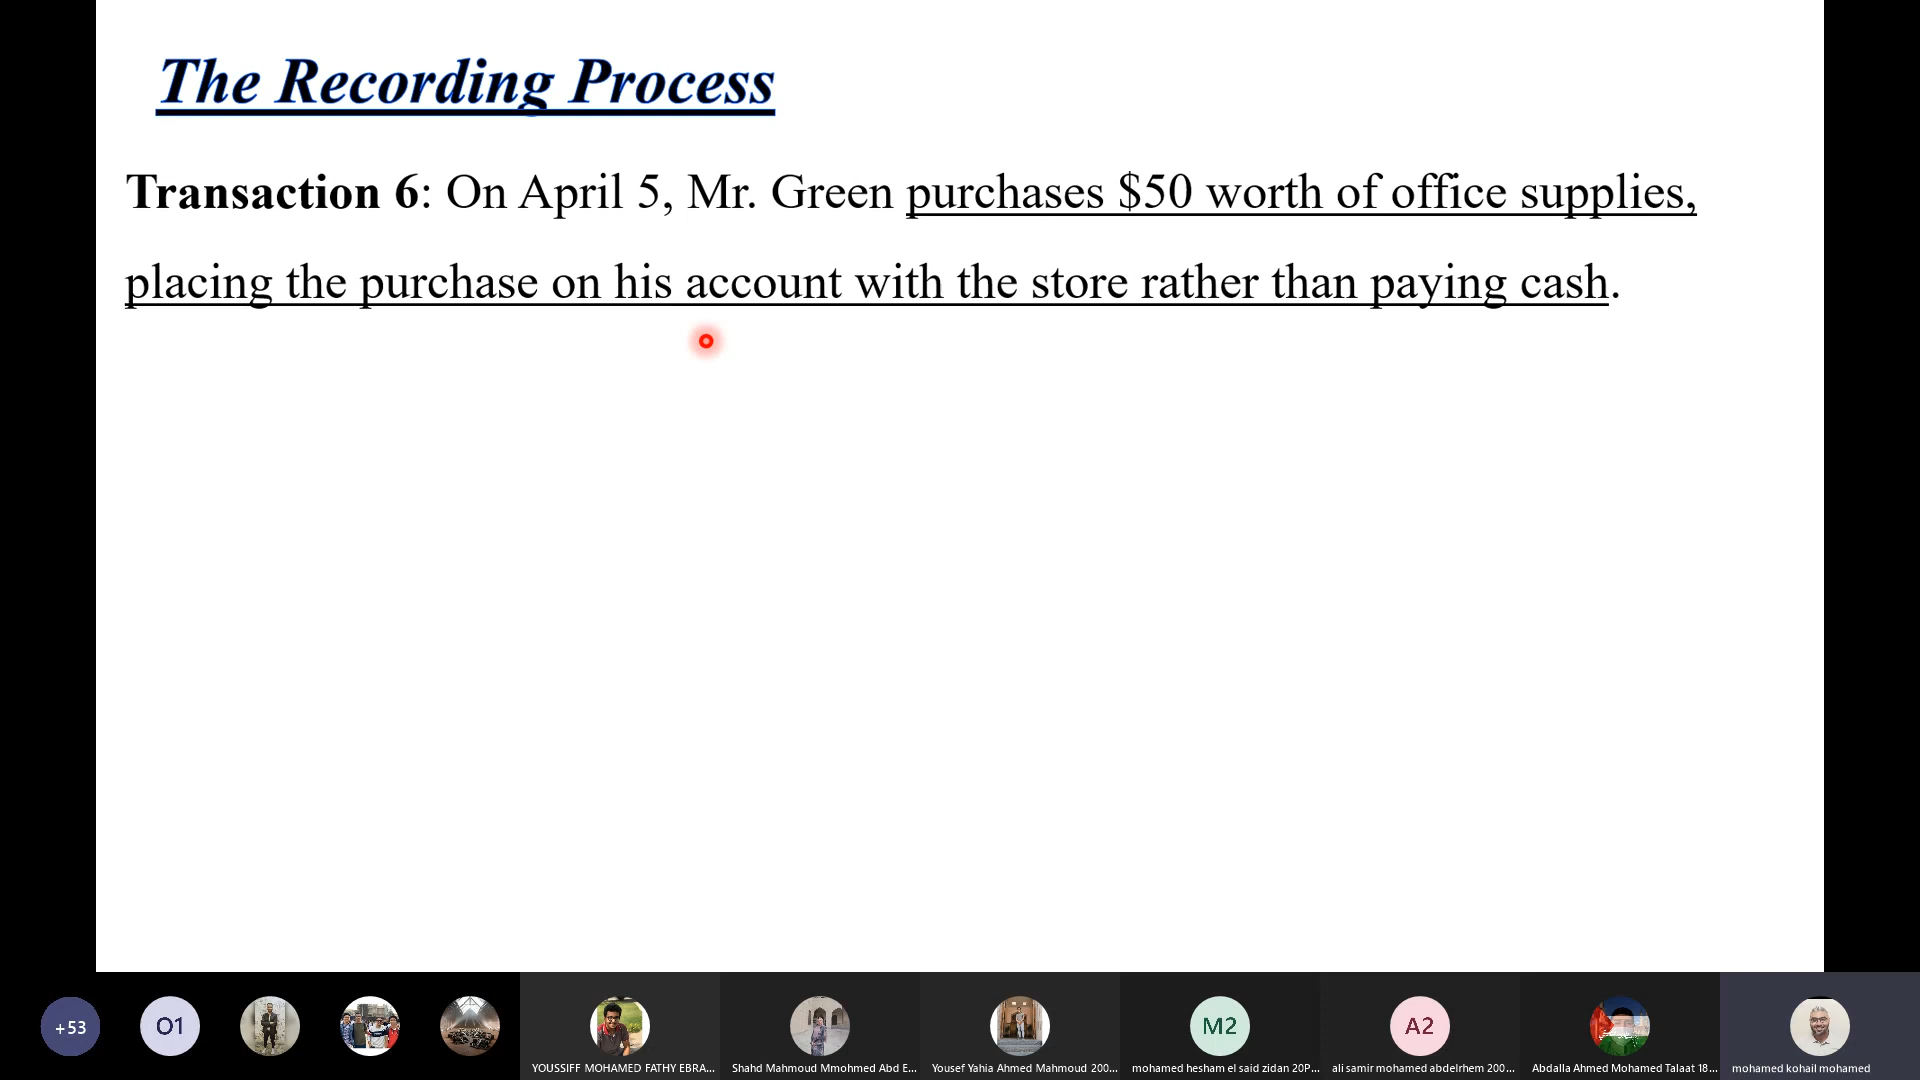 The Recording Process
Transaction 6: On April 5, Mr. Green purchases $50 worth of office supplies,
placing the purchase on his account with the store rather than paying cash.
+53
O1
M2
A2
YOUSSIFF MOHAMED FATHY EBRA...
Shahd Mahmoud Mmohmed Abd E...
Yousef Yahia Ahmed Mahmoud 200...
mohamed hesham el said zidan 20P...
ali samir mohamed abdelrhem 200...
Abdalla Ahmed Mohamed Talaat 18...
mohamed kohail mohamed